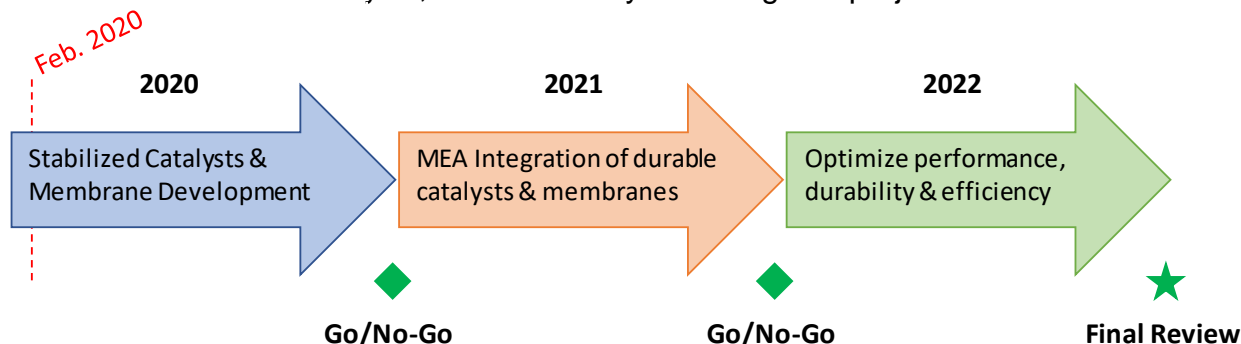 Feb. 2020
2020
2021
2022
Stabilized Catalysts &
Membrane Development
MEA Integration of durable
catalysts & membranes
Optimize performance,
durability & efficiency
Go/No-Go
Go/No-Go
Final Review